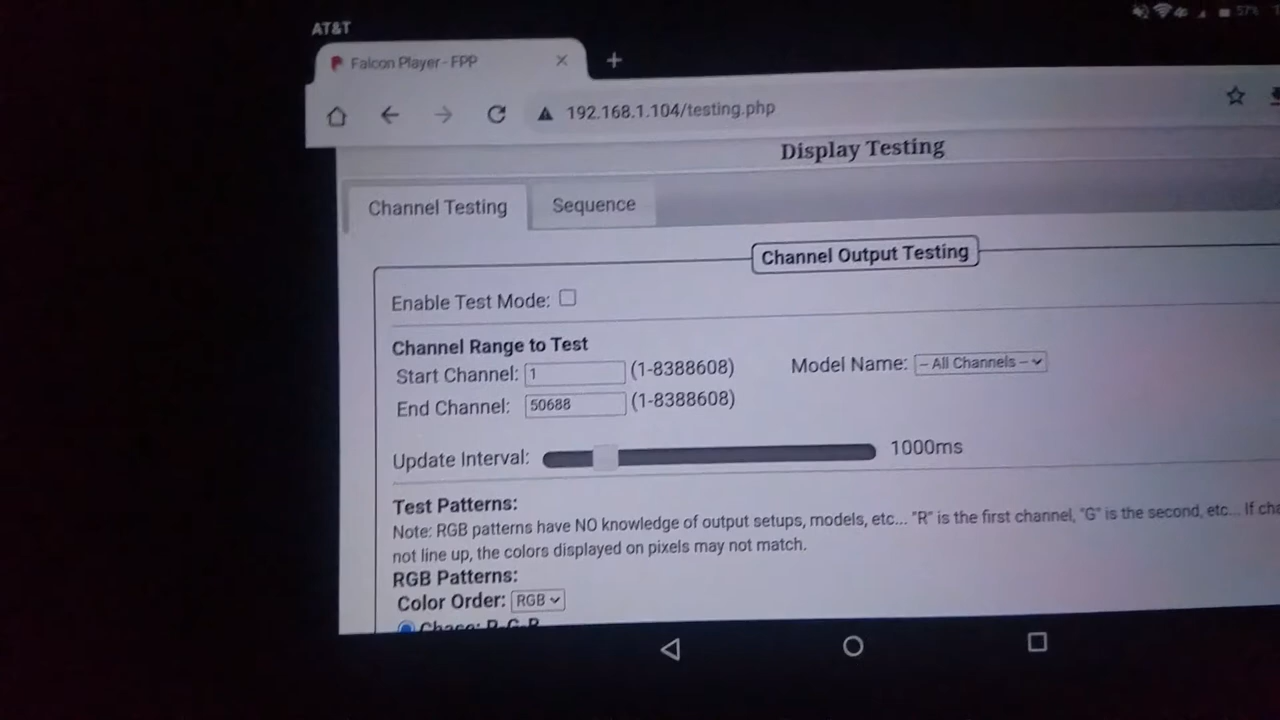 AT&T
57%
Falcon Player - FPP
192.168.1.104/testing.php
Display Testing
Channel Testing
Sequence
Channel Output Testing
Enable Test Mode:
Channel Range to Test
Start Channel: 1 (1-8388608)
Model Name: -- All Channels --
End Channel: 50688 (1-8388608)
Update Interval: 1000ms
Test Patterns:
Note: RGB patterns have NO knowledge of output setups, models, etc... "R" is the first channel, "G" is the second, etc... If cha
not line up, the colors displayed on pixels may not match.
RGB Patterns:
Color Order: RGB
Chase: R-G-B